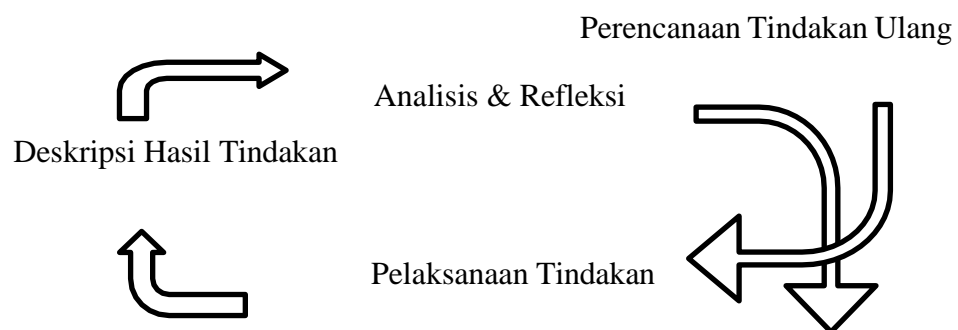 Perencanaan Tindakan Ulang
Analisis & Refleksi
Deskripsi Hasil Tindakan
Pelaksanaan Tindakan